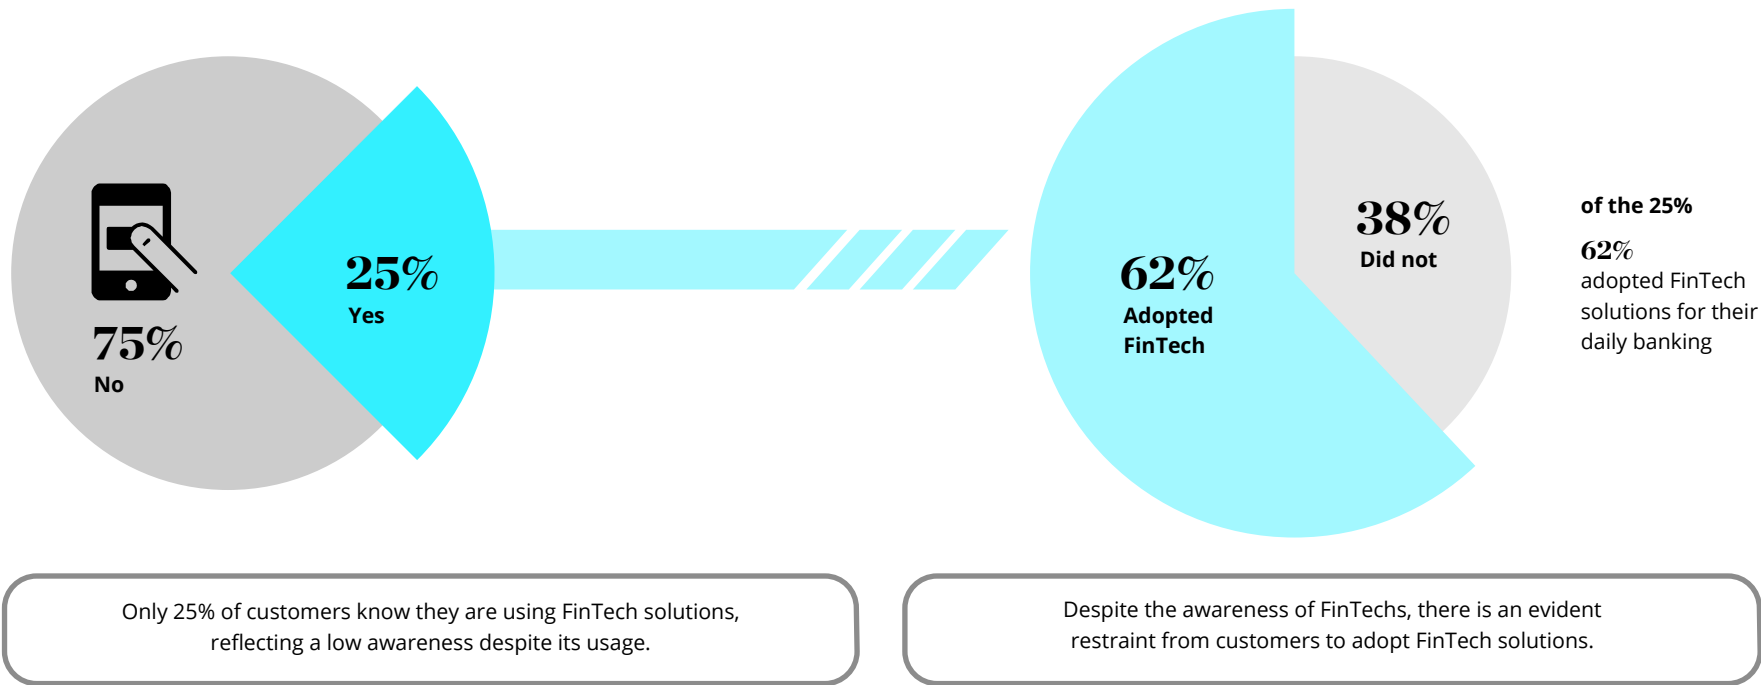 75%
No
25%
Yes
62%
Adopted
FinTech
38%
Did not
of the 25%
62%
adopted FinTech
solutions for their
daily banking
Only 25% of customers know they are using FinTech solutions,
reflecting a low awareness despite its usage.
Despite the awareness of FinTechs, there is an evident
restraint from customers to adopt FinTech solutions.